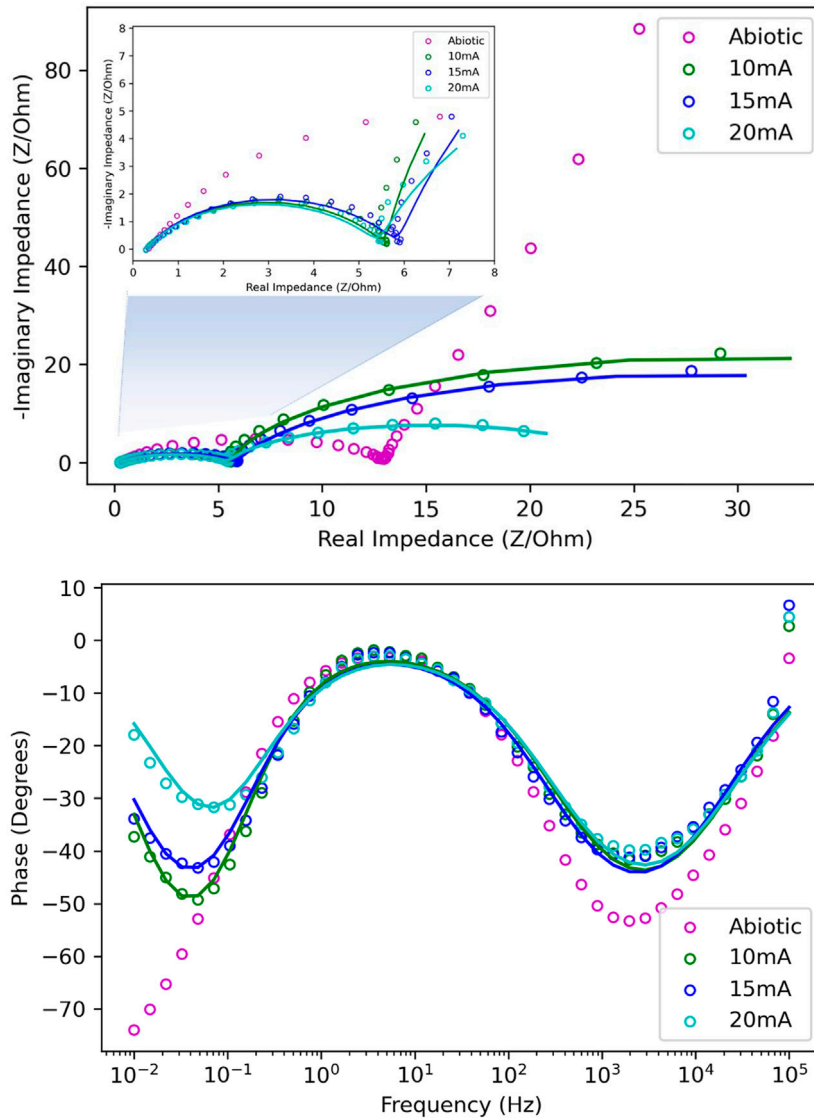 -Imaginary Impedance (Z/Ohm)
80
60
40
20
0
0 5 10 15 20 25 30
Real Impedance (Z/Ohm)
Abiotic
10mA
15mA
20mA
-Imaginary Impedance (Z/Ohm)
8
7
6
5
4
3
2
1
0
0 1 2 3 4 5 6 7 8
Real Impedance (Z/Ohm)
Abiotic
10mA
15mA
20mA
Phase (Degrees)
10
0
−10
−20
−30
−40
−50
−60
−70
10⁻² 10⁻¹ 10⁰ 10¹ 10² 10³ 10⁴ 10⁵
Frequency (Hz)
Abiotic
10mA
15mA
20mA